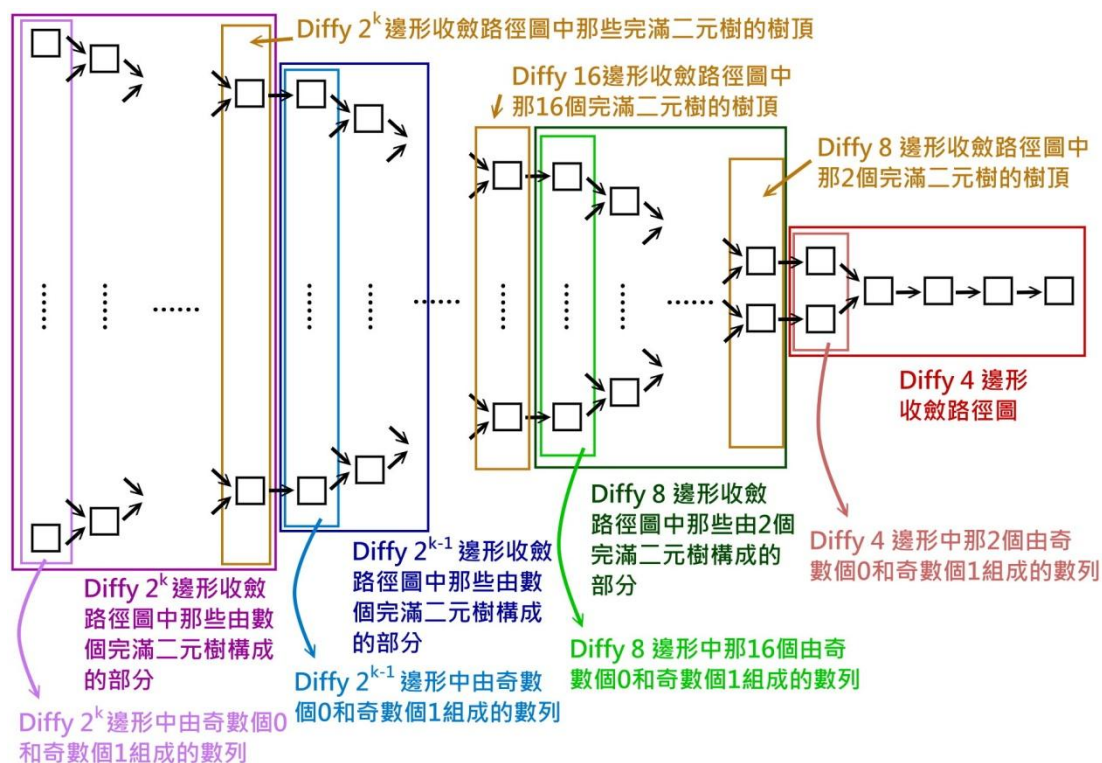 Diffy 2^k 邊形收斂路徑圖中那些完滿二元樹的樹頂
Diffy 16邊形收斂路徑圖中
那16個完滿二元樹的樹頂
Diffy 8 邊形收斂路徑圖中
那2個完滿二元樹的樹頂
Diffy 4 邊形
收斂路徑圖
Diffy 8 邊形收斂
路徑圖中那些由2個
完滿二元樹構成的
部分
Diffy 4 邊形中那2個由奇
數個0和奇數個1組成的數列
Diffy 2^k-1 邊形收斂
路徑圖中那些由數
個完滿二元樹構成
的部分
Diffy 2^k 邊形收斂
路徑圖中那些由數
個完滿二元樹構成
的部分
Diffy 8 邊形中那16個由奇
數個0和奇數個1組成的數列
Diffy 2^k-1 邊形中由奇數
個0和奇數個1組成的數列
Diffy 2^k 邊形中由奇數個0
和奇數個1組成的數列